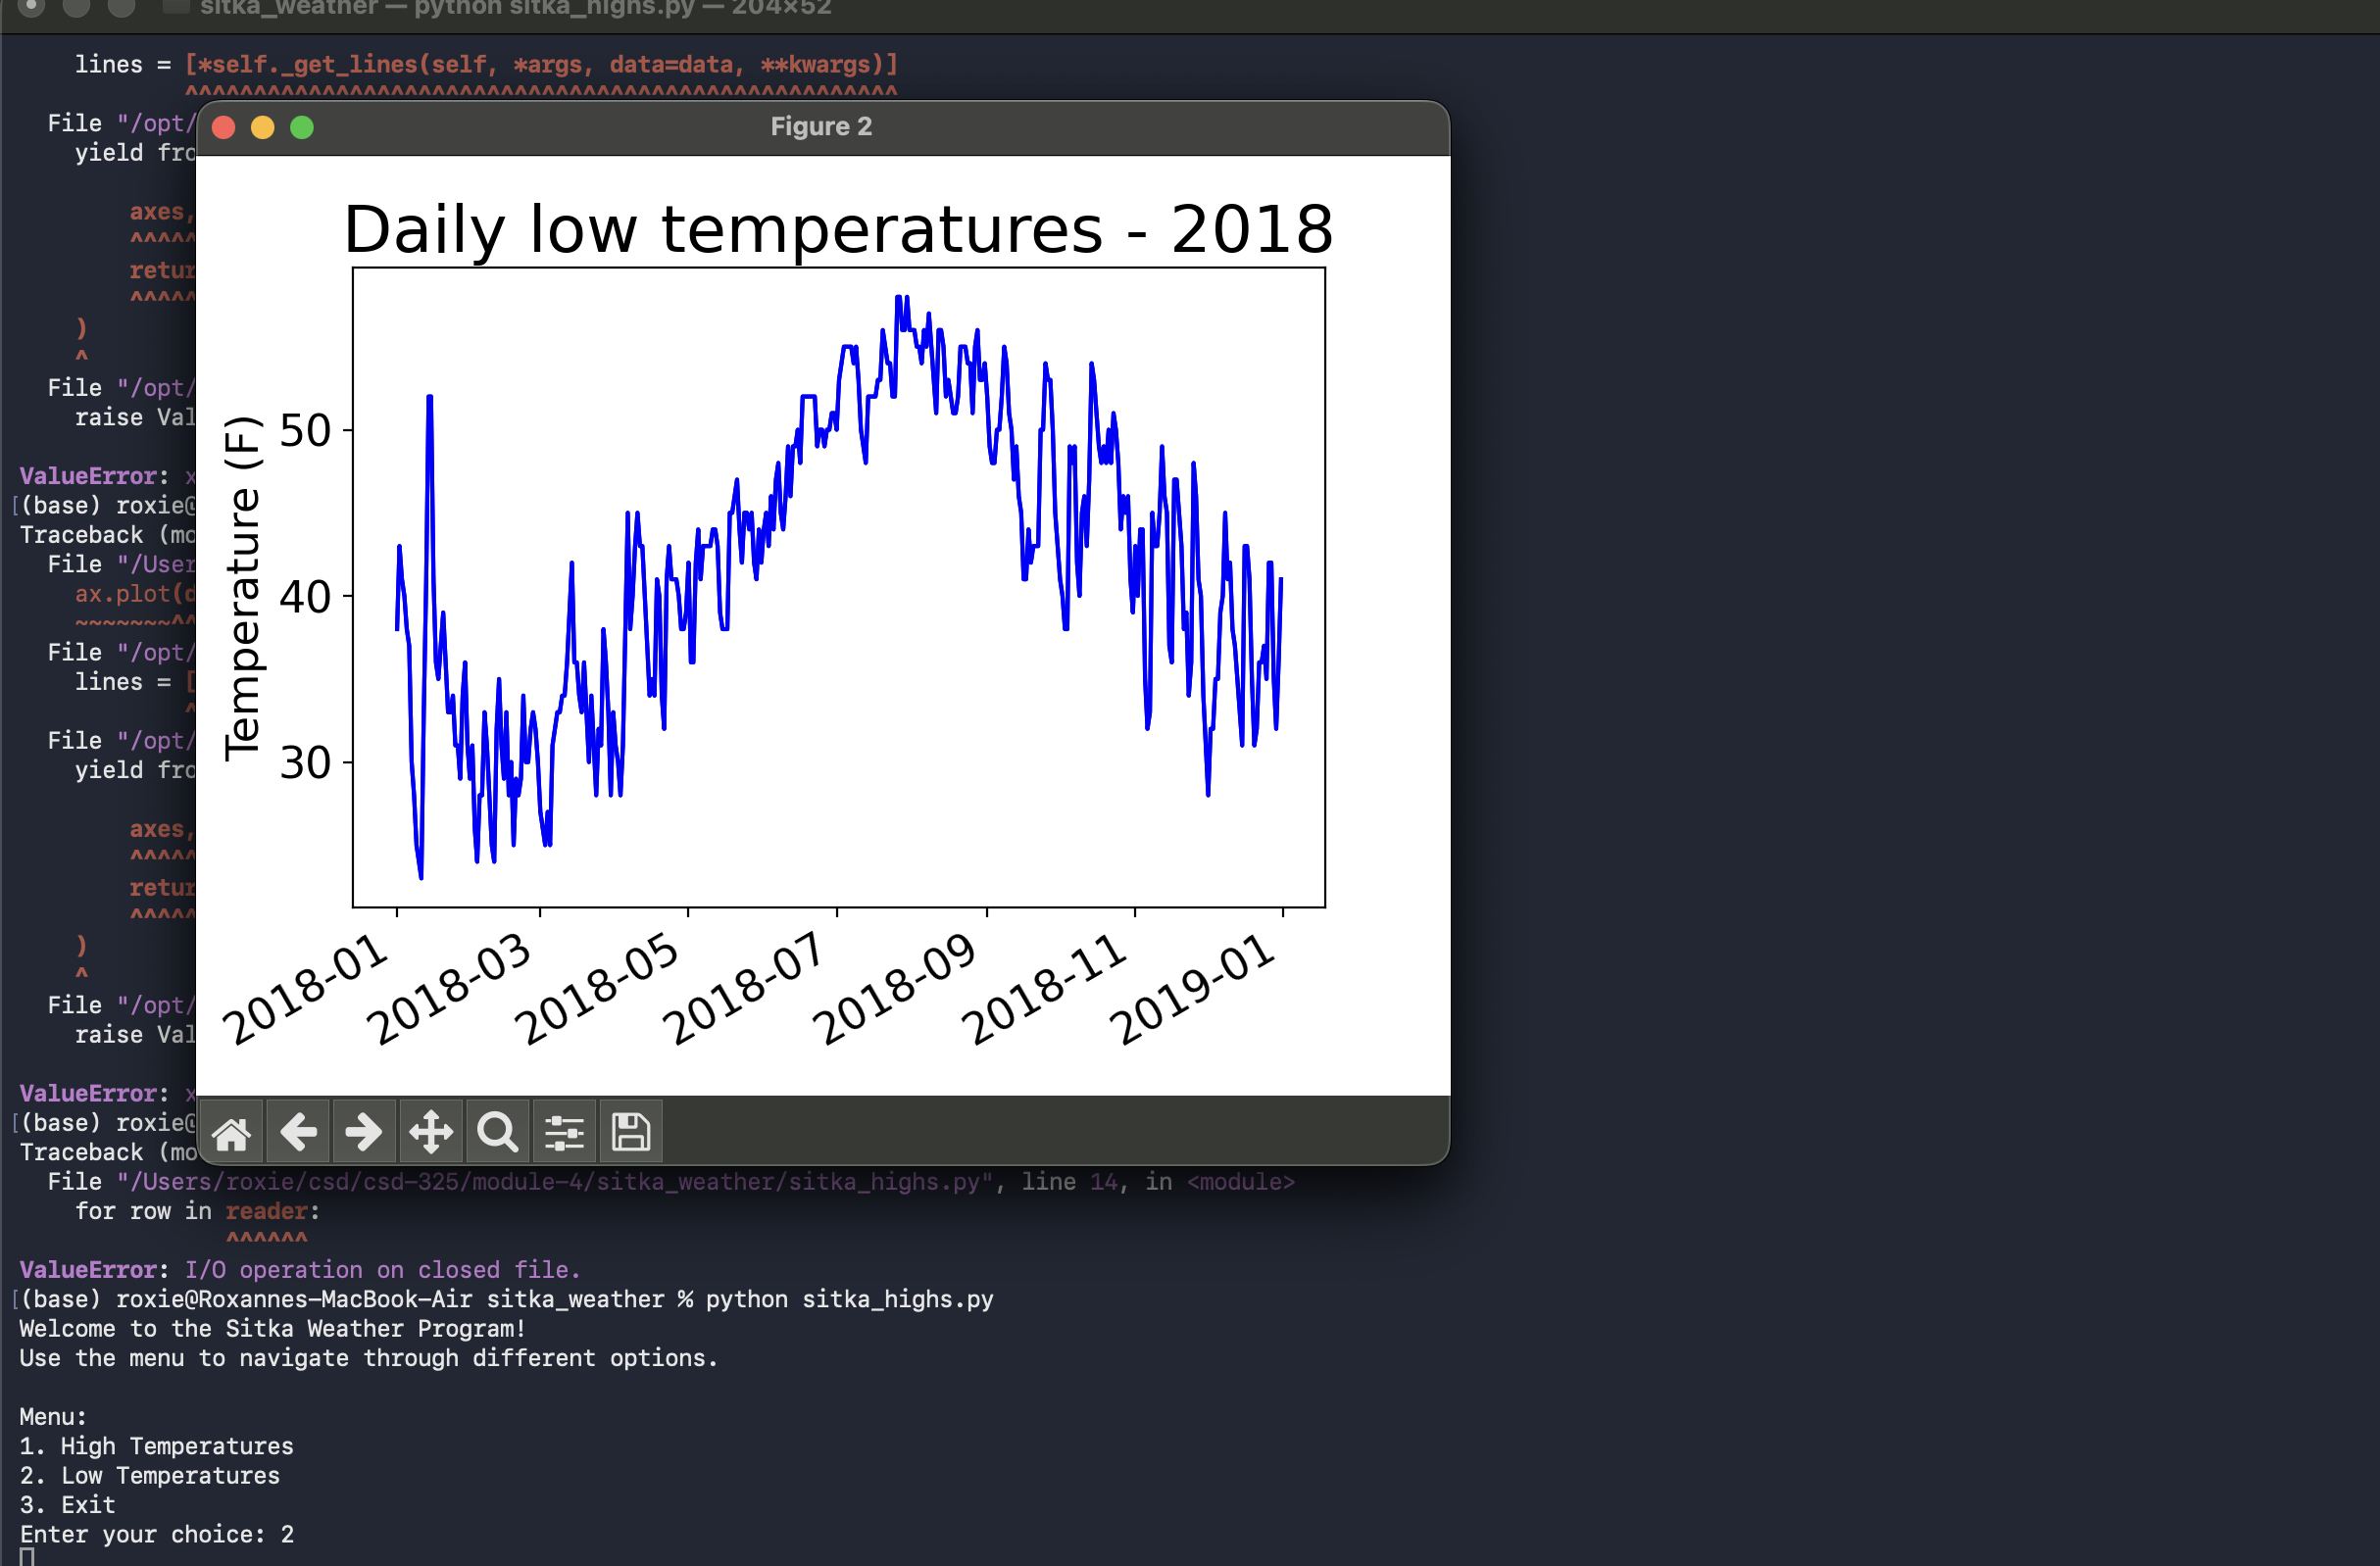 sitka_weather — python sitka_highs.py — 204×52
lines = [*self._get_lines(self, *args, data=data, **kwargs)]
^^^^^^^^^^^^^^^^^^^^^^^^^^^^^^^^^^^^^^^^^^^^^^^^^^^^
File "/opt/
yield fro
axes,
^^^^^
retur
^^^^^
)
^
File "/opt/
raise Val
ValueError: x
[(base) roxie@
Traceback (mo
File "/User
ax.plot(d
~~~~~~~^^
File "/opt/
lines = [
^
File "/opt/
yield fro
axes,
^^^^^
retur
^^^^^
)
^
File "/opt/
raise Val
ValueError: x
[(base) roxie@
Traceback (mo
Figure 2
Daily low temperatures - 2018
Temperature (F)
50
40
30
2018-01
2018-03
2018-05
2018-07
2018-09
2018-11
2019-01
File "/Users/roxie/csd/csd-325/module-4/sitka_weather/sitka_highs.py", line 14, in <module>
for row in reader:
^^^^^^
ValueError: I/O operation on closed file.
[(base) roxie@Roxannes-MacBook-Air sitka_weather % python sitka_highs.py
Welcome to the Sitka Weather Program!
Use the menu to navigate through different options.
Menu:
1. High Temperatures
2. Low Temperatures
3. Exit
Enter your choice: 2